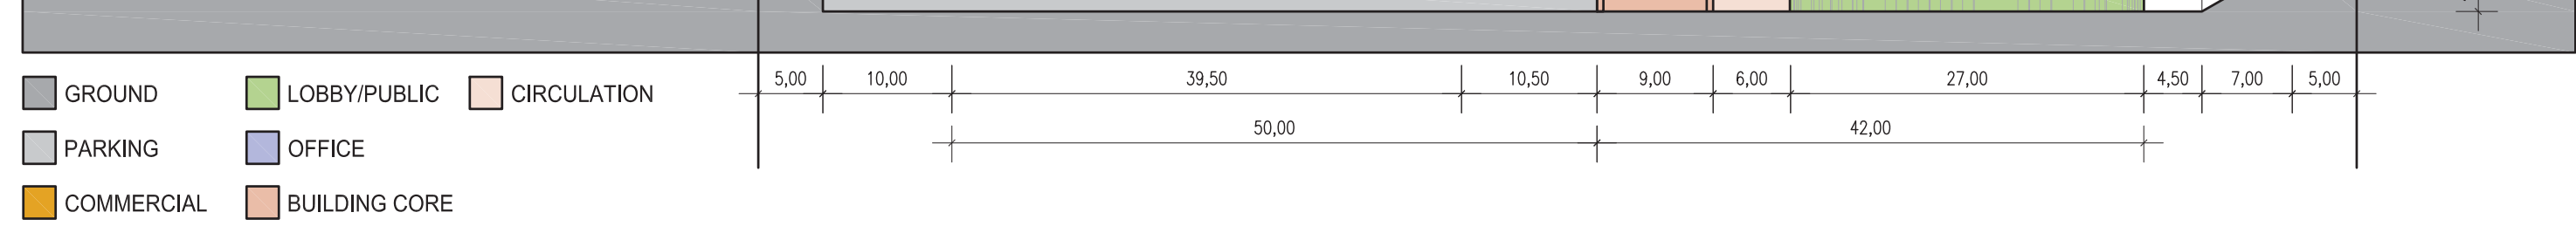 5,00 10,00 39,50 10,50 9,00 6,00 27,00 4,50 7,00 5,00
GROUND LOBBY/PUBLIC CIRCULATION
50,00 42,00
PARKING OFFICE
COMMERCIAL BUILDING CORE